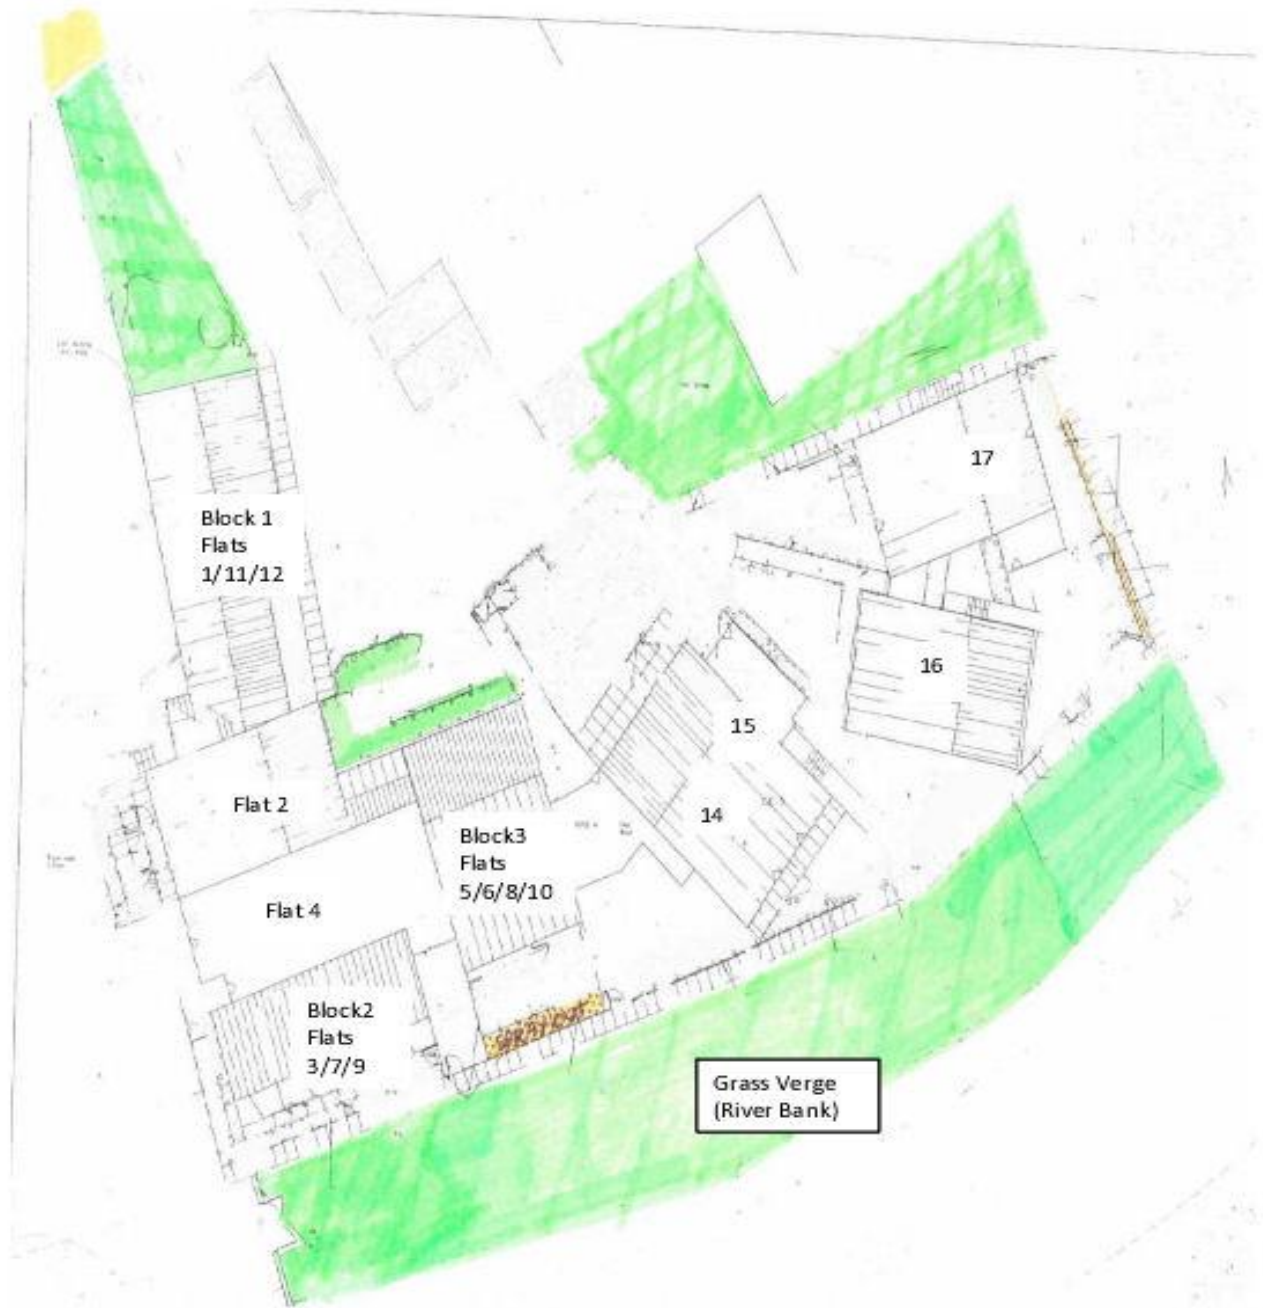 17
Block 1
Flats
1/11/12
16
15
Flat 2
14
Block3
Flats
5/6/8/10
Flat 4
Block2
Flats
3/7/9
Grass Verge
(River Bank)